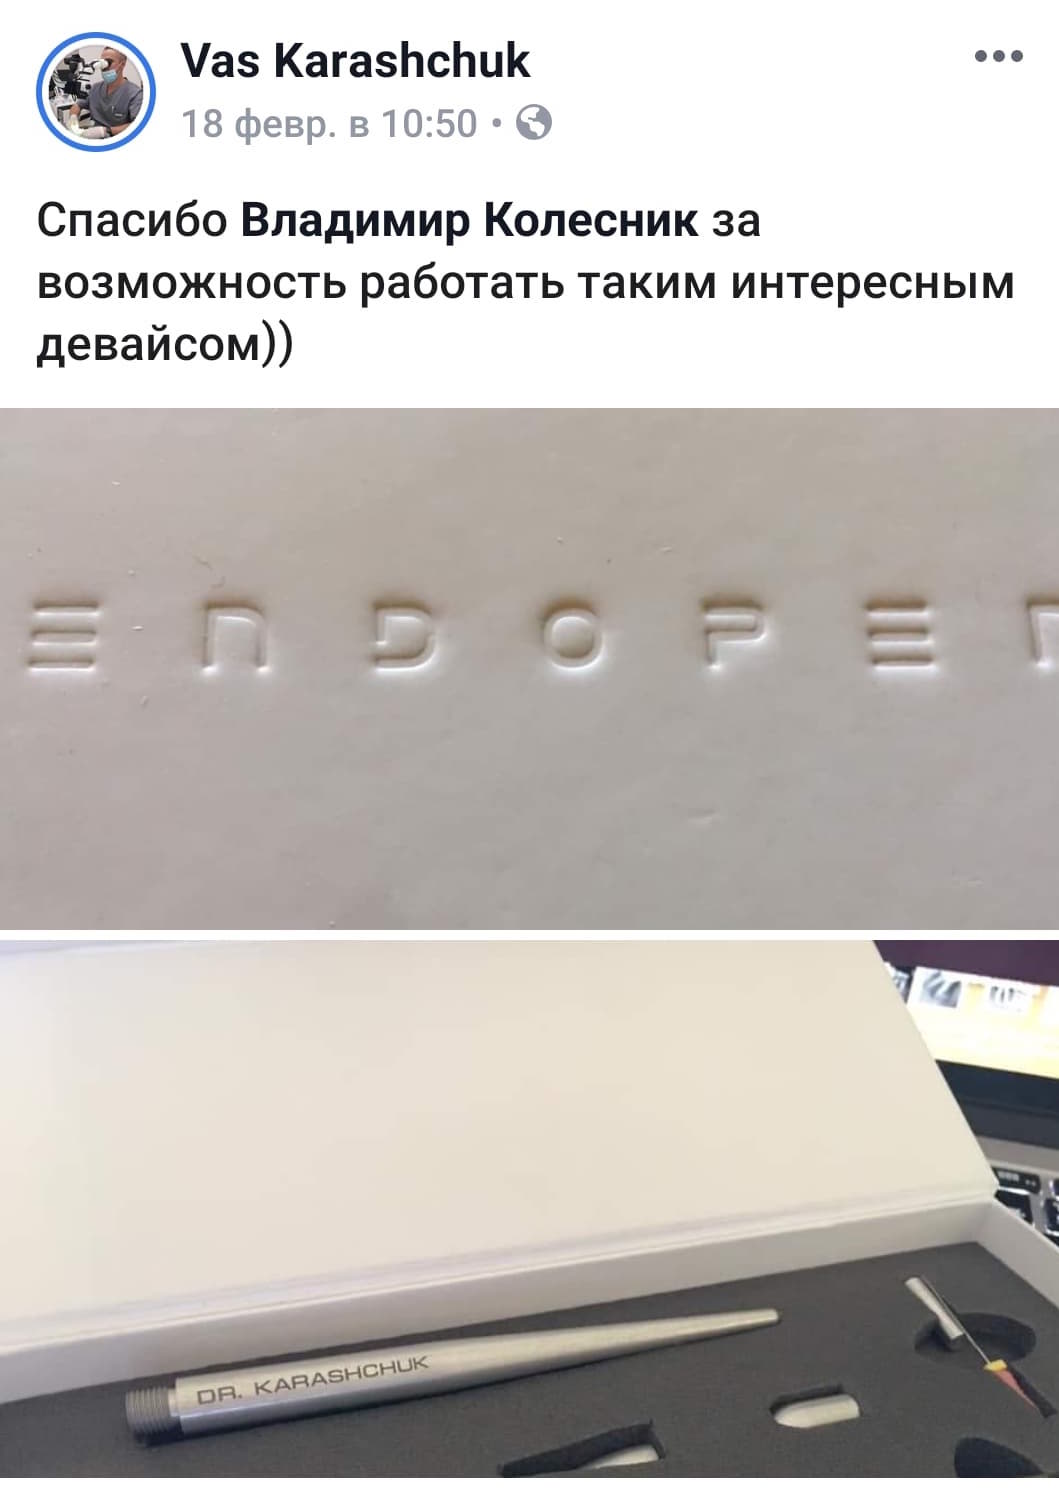 Vas Karashchuk
18 февр. в 10:50
Спасибо Владимир Колесник за
возможность работать таким интересным
девайсом))
ENDOPEN
DR. KARASHCHUK